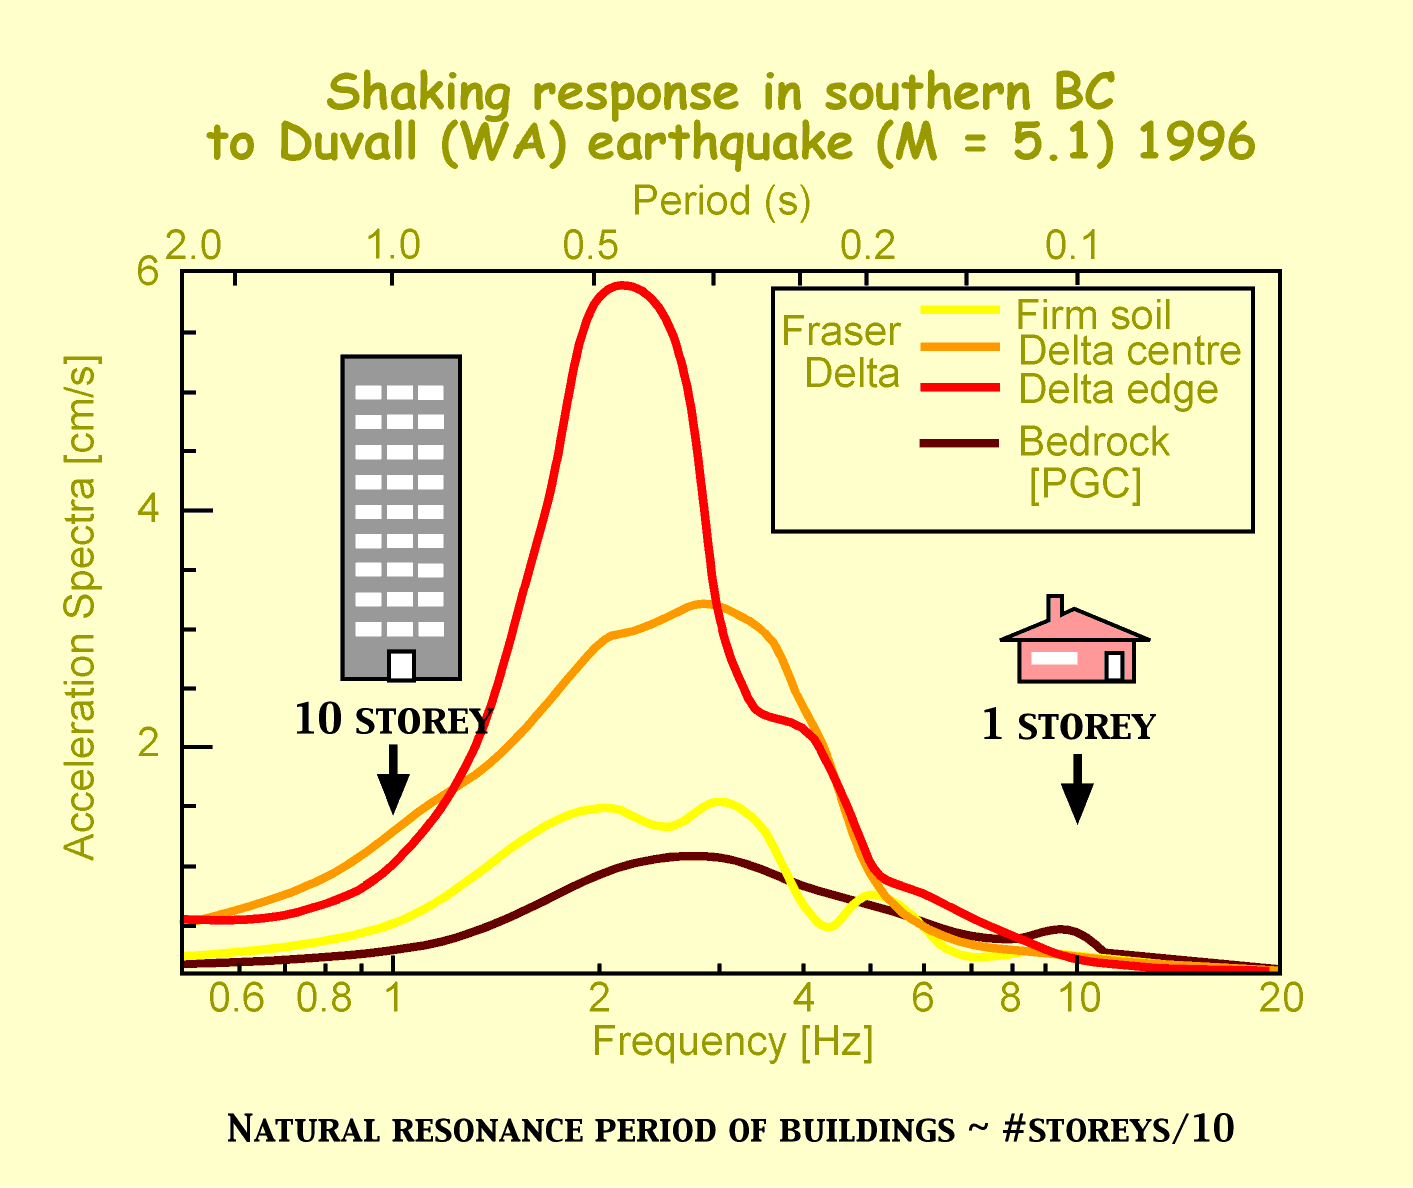 Shaking response in southern BC
to Duvall (WA) earthquake (M = 5.1) 1996
Period (s)
2.0 1.0 0.5 0.2 0.1
6
4
2
Acceleration Spectra [cm/s]
Fraser
Delta
Firm soil
Delta centre
Delta edge
Bedrock
[PGC]
10 STOREY
1 STOREY
0.6 0.8 1 2 4 6 8 10 20
Frequency [Hz]
NATURAL RESONANCE PERIOD OF BUILDINGS ~ #STOREYS/10